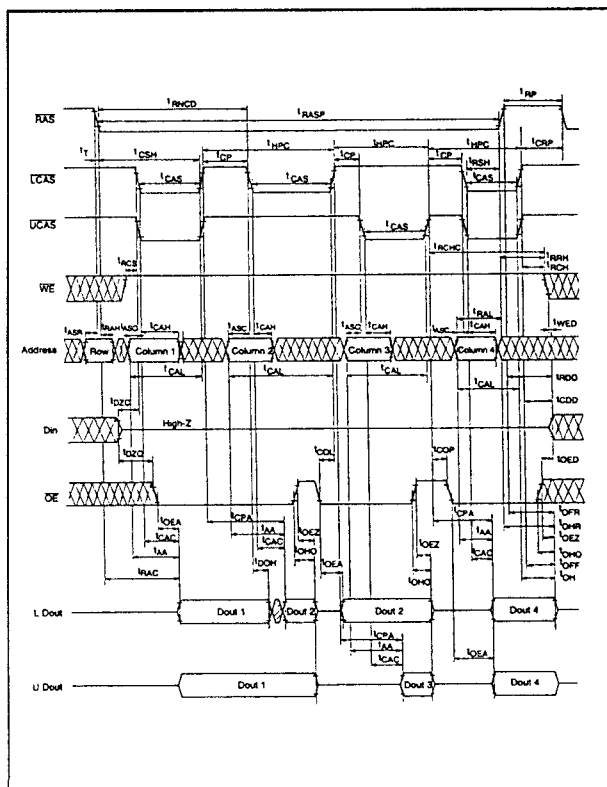 tRP
tRNCD
tRASP
RAS
tT
tCSH
tHPC
tHPC
tHPC
tCRP
tCP
tCP
tCP
tRSH
LCAS
tCAS
tCAS
tCAS
UCAS
tCAS
tRCHC
tRRH
tRCS
tRCH
WE
tWED
tASR
tRAH
tASC
tCAH
tASC
tCAH
tASC
tCAH
tASC
tRAL
tCAH
Address
Row
Column 1
Column 2
Column 3
Column 4
tCAL
tCAL
tCAL
tCAL
tRDD
tCDD
tDZC
Din
High-Z
tDZO
tCOL
tCOP
tOED
OE
tOEA
tCAC
tAA
tRAC
tCPA
tAA
tCAC
tDOH
tOEZ
tOHO
tOEA
tOEZ
tOHO
tCPA
tAA
tCAC
tOFR
tOHR
tOEZ
tOHO
tOFF
tOH
L Dout
Dout 1
Dout 2
Dout 2
Dout 4
tCPA
tAA
tCAC
tOEA
U Dout
Dout 1
Dout 3
Dout 4